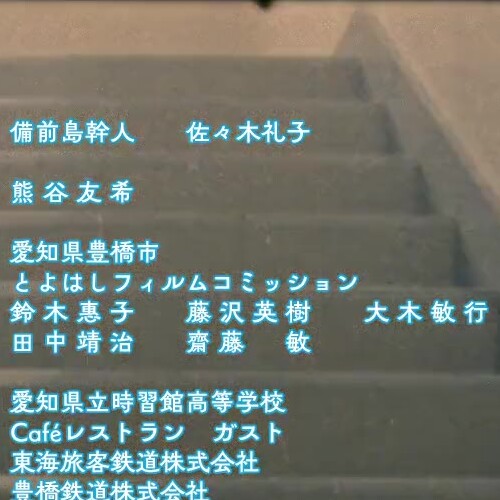 備前島幹人　佐々木礼子
熊谷友希
愛知県豊橋市
とよはしフィルムコミッション
鈴木惠子　藤沢英樹　大木敏行
田中靖治　齋藤　敏
愛知県立時習館高等学校
Caféレストラン　ガスト
東海旅客鉄道株式会社
豊橋鉄道株式会社